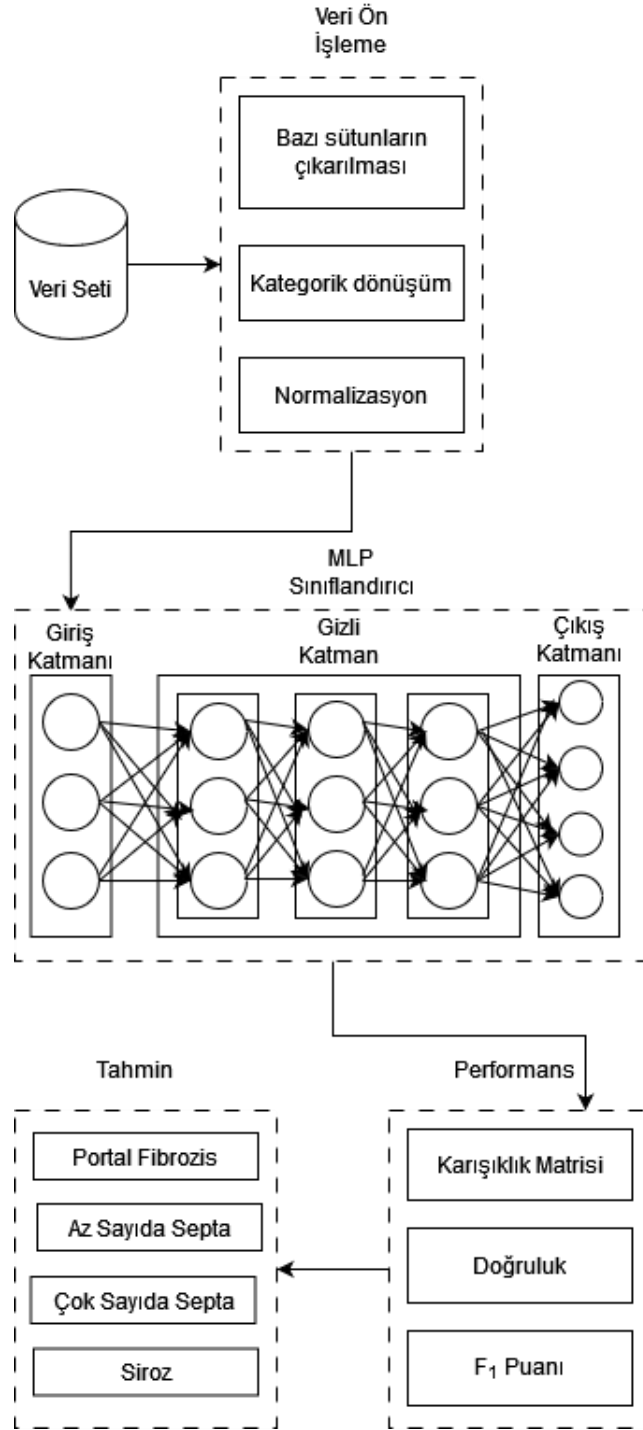 Veri Ön
İşleme
Bazı sütunların
çıkarılması
Veri Seti
Kategorik dönüşüm
Normalizasyon
MLP
Sınıflandırıcı
Giriş
Katmanı
Gizli
Katman
Çıkış
Katmanı
Tahmin
Portal Fibrozis
Az Sayıda Septa
Çok Sayıda Septa
Siroz
Performans
Karışıklık Matrisi
Doğruluk
F₁ Puanı